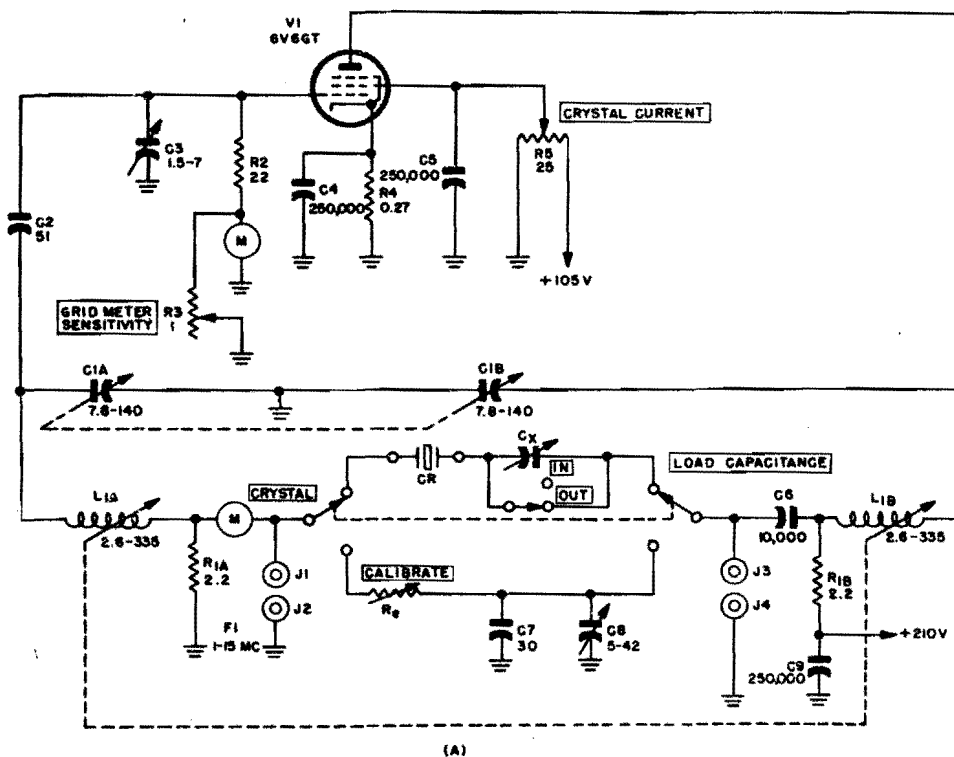 V1
6V6GT
C3
1.5-7
R2
22
C2
51
M
C4
250,000
R4
0.27
C5
250,000
CRYSTAL CURRENT
R5
25
+105V
GRID METER
SENSITIVITY
R3
1
C1A
7.8-140
C1B
7.8-140
CX
IN
OUT
CR
CRYSTAL
LOAD CAPACITANCE
L1A
2.6-335
M
R1A
2.2
J1
J2
F1
1-15 MC
CALIBRATE
Re
C7
30
C8
5-42
J3
J4
C6
10,000
L1B
2.6-335
R1B
2.2
+210V
C9
250,000
(A)